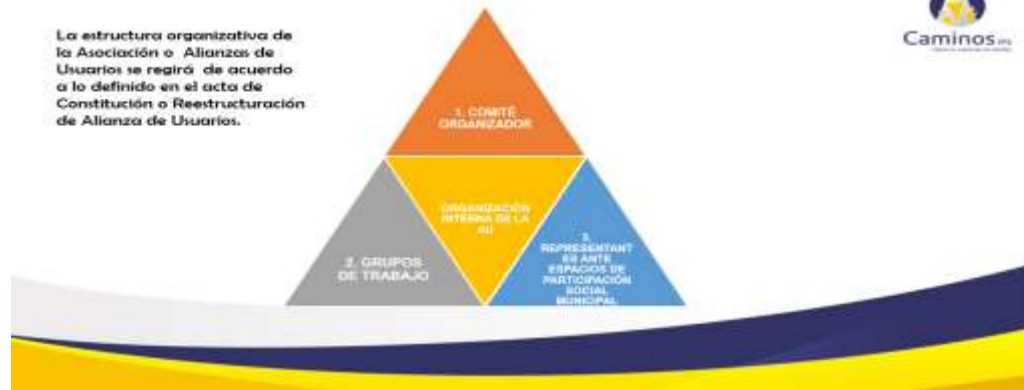 La estructura organizativa de
la Asociación o Alianzas de
Usuarios se regirá de acuerdo
a lo definido en el acta de
Constitución o Reestructuración
de Alianza de Usuarios.
Caminos IPS
1. COMITÉ
ORGANIZADOR
ORGANIZACIÓN
INTERNA DE LA
AU
2. GRUPOS
DE TRABAJO
3.
REPRESENTANT
ES ANTE
ESPACIOS DE
PARTICIPACIÓN
SOCIAL
MUNICIPAL